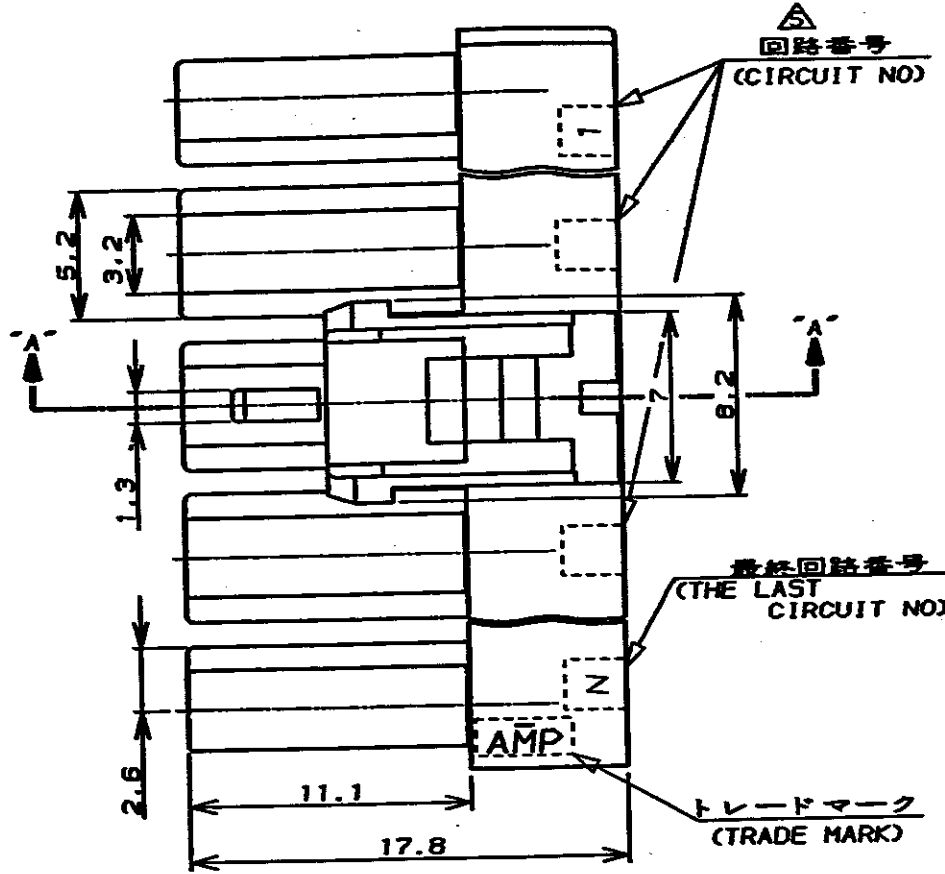 5
回路番号
(CIRCUIT NO)
1
5.2
3.2
"A"
"A"
7
8.2
1.3
最終回路番号
(THE LAST
CIRCUIT NO)
N
AMP
2.6
11.1
トレードマーク
(TRADE MARK)
17.8